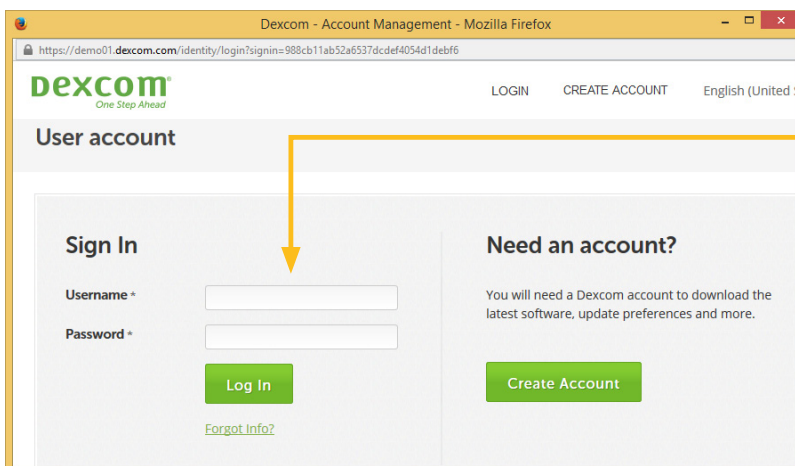 Dexcom - Account Management - Mozilla Firefox
https://demo01.dexcom.com/identity/login?signin=988cb11ab52a6537dcdef4054d1debf6
Dexcom
One Step Ahead
LOGIN CREATE ACCOUNT English (United
User account
Sign In
Username *
Password *
Log In
Forgot Info?
Need an account?
You will need a Dexcom account to download the
latest software, update preferences and more.
Create Account